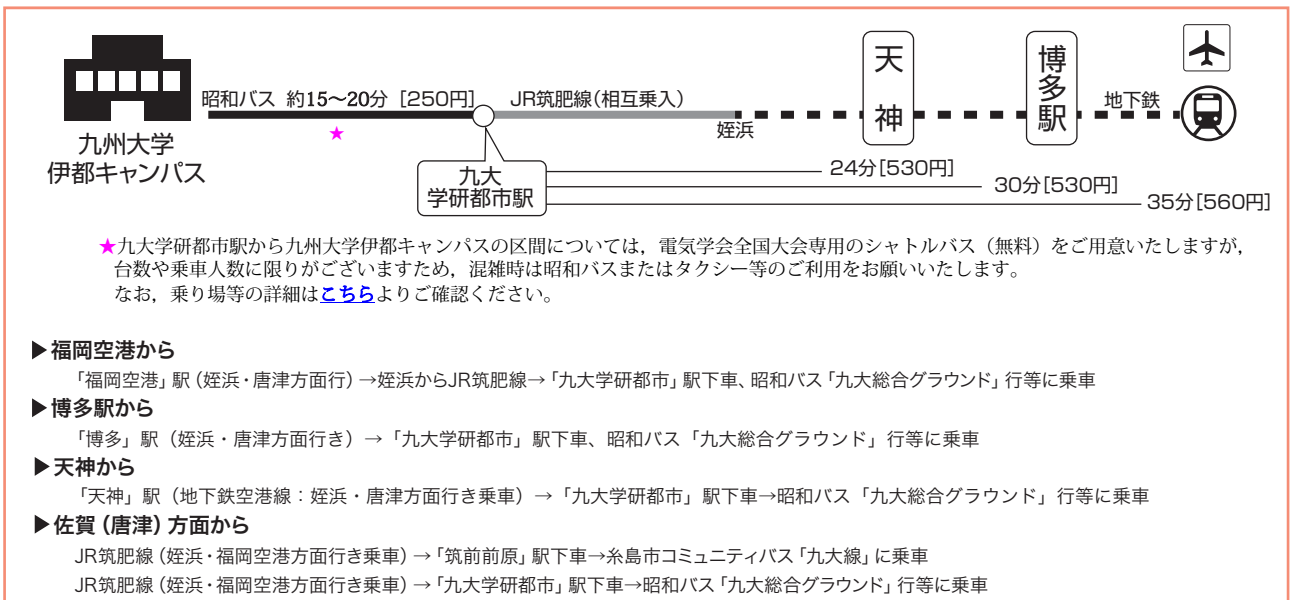 天神
博多駅
昭和バス 約15〜20分 [250円]
JR筑肥線(相互乗入)
地下鉄
姪浜
九州大学
伊都キャンパス
九大
学研都市駅
24分[530円]
30分[530円]
35分[560円]
★
★九大学研都市駅から九州大学伊都キャンパスの区間については，電気学会全国大会専用のシャトルバス（無料）をご用意いたしますが，
台数や乗車人数に限りがございますため，混雑時は昭和バスまたはタクシー等のご利用をお願いいたします。
なお，乗り場等の詳細はこちらよりご確認ください。
▶福岡空港から
「福岡空港」駅（姪浜・唐津方面行）→姪浜からJR筑肥線→「九大学研都市」駅下車、昭和バス「九大総合グラウンド」行等に乗車
▶博多駅から
「博多」駅（姪浜・唐津方面行き）→「九大学研都市」駅下車、昭和バス「九大総合グラウンド」行等に乗車
▶天神から
「天神」駅（地下鉄空港線：姪浜・唐津方面行き乗車）→「九大学研都市」駅下車→昭和バス「九大総合グラウンド」行等に乗車
▶佐賀（唐津）方面から
JR筑肥線（姪浜・福岡空港方面行き乗車）→「筑前前原」駅下車→糸島市コミュニティバス「九大線」に乗車
JR筑肥線（姪浜・福岡空港方面行き乗車）→「九大学研都市」駅下車→昭和バス「九大総合グラウンド」行等に乗車